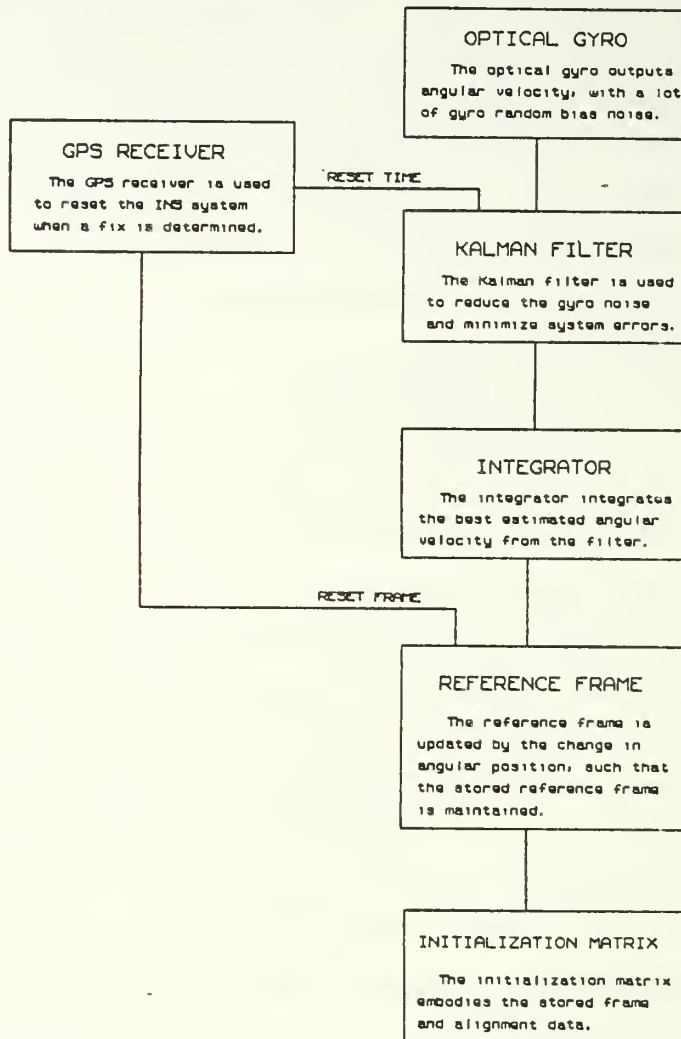 OPTICAL GYRO
The optical gyro outputs
angular velocity, with a lot
of gyro random bias noise.
GPS RECEIVER
The GPS receiver is used
to reset the INS system
when a fix is determined.
RESET TIME
KALMAN FILTER
The Kalman filter is used
to reduce the gyro noise
and minimize system errors.
INTEGRATOR
The integrator integrates
the best estimated angular
velocity from the filter.
RESET FRAME
REFERENCE FRAME
The reference frame is
updated by the change in
angular position, such that
the stored reference frame
is maintained.
INITIALIZATION MATRIX
The initialization matrix
embodies the stored frame
and alignment data.